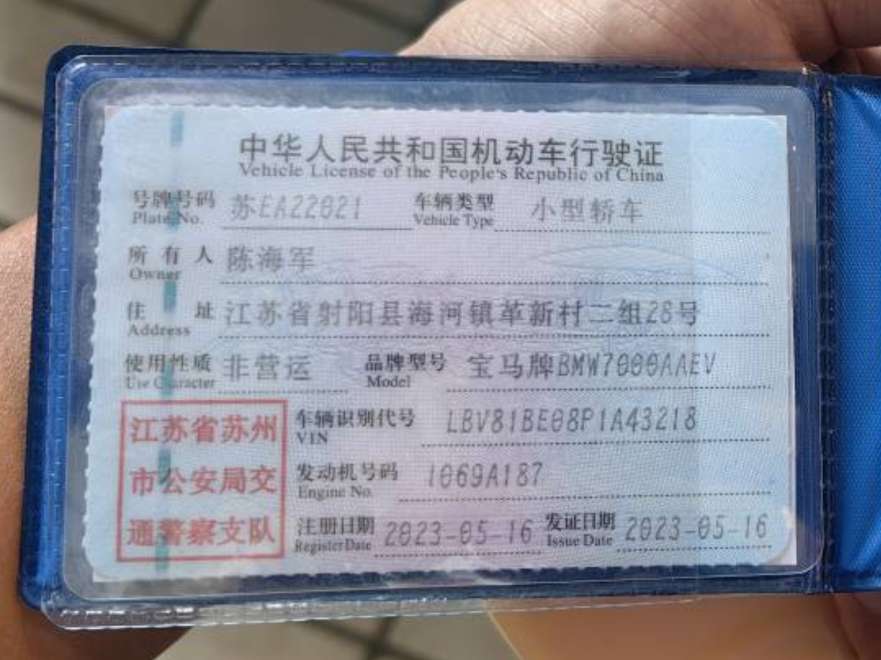 中华人民共和国机动车行驶证
Vehicle License of the People's Republic of China
号牌号码 苏EA22021 车辆类型 小型轿车
Plate No. Vehicle Type
所有人 陈海军
Owner
住址 江苏省射阳县海河镇革新村二组28号
Address
使用性质 非营运 品牌型号 宝马牌BMW7000AAEV
Use Character Model
江苏省苏州
市公安局交
通警察支队
车辆识别代号 LBV81BE08P1A43218
VIN
发动机号码 1069A187
Engine No.
注册日期 2023-05-16 发证日期 2023-05-16
Register Date Issue Date